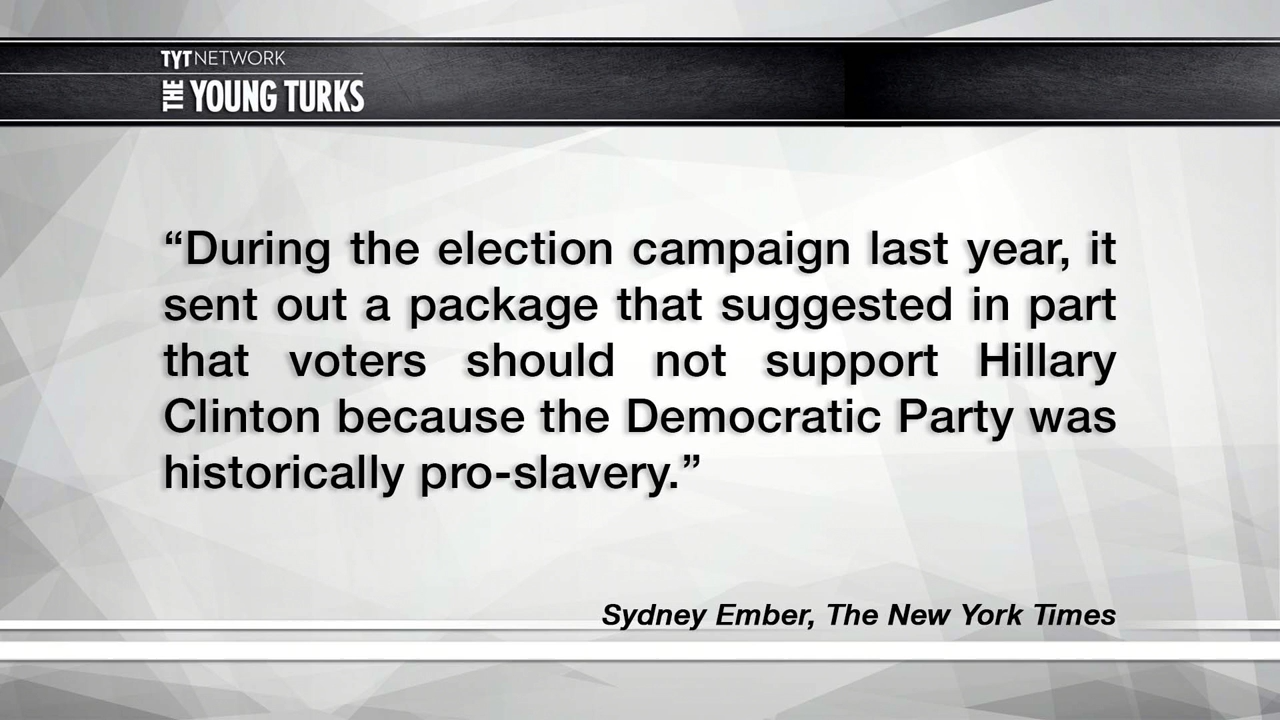 TYT NETWORK
THE YOUNG TURKS
“During the election campaign last year, it
sent out a package that suggested in part
that voters should not support Hillary
Clinton because the Democratic Party was
historically pro-slavery.”
Sydney Ember, The New York Times